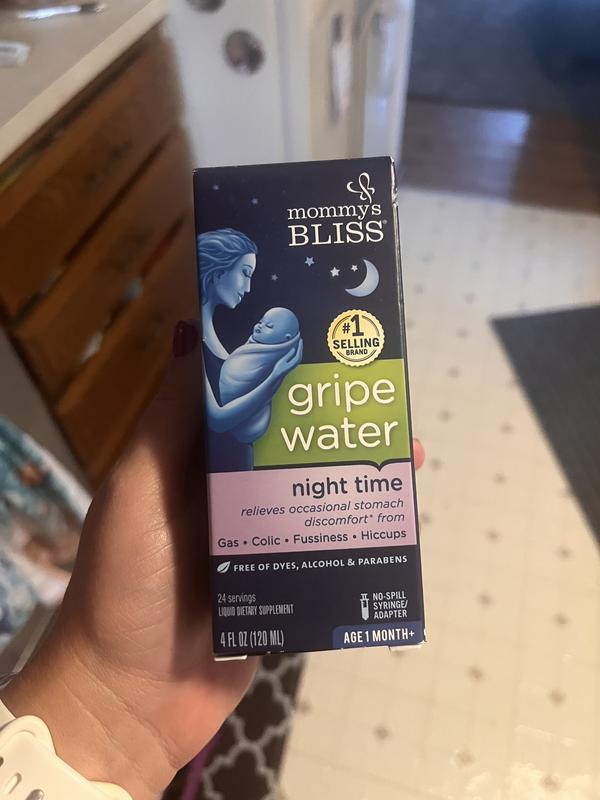 mommy's
BLISS®
#1
SELLING
BRAND
gripe
water
night time
relieves occasional stomach
discomfort* from
Gas • Colic • Fussiness • Hiccups
FREE OF DYES, ALCOHOL & PARABENS
24 servings
LIQUID DIETARY SUPPLEMENT
NO-SPILL
SYRINGE/
ADAPTER
4 FL OZ (120 ML)
AGE 1 MONTH+